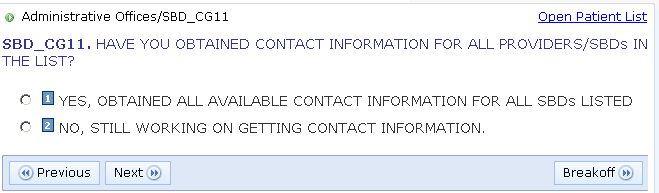 Administrative Offices/SBD_CG11 Open Patient List
SBD_CG11. HAVE YOU OBTAINED CONTACT INFORMATION FOR ALL PROVIDERS/SBDs IN
THE LIST?
1 YES, OBTAINED ALL AVAILABLE CONTACT INFORMATION FOR ALL SBDs LISTED
2 NO, STILL WORKING ON GETTING CONTACT INFORMATION.
Previous Next Breakoff